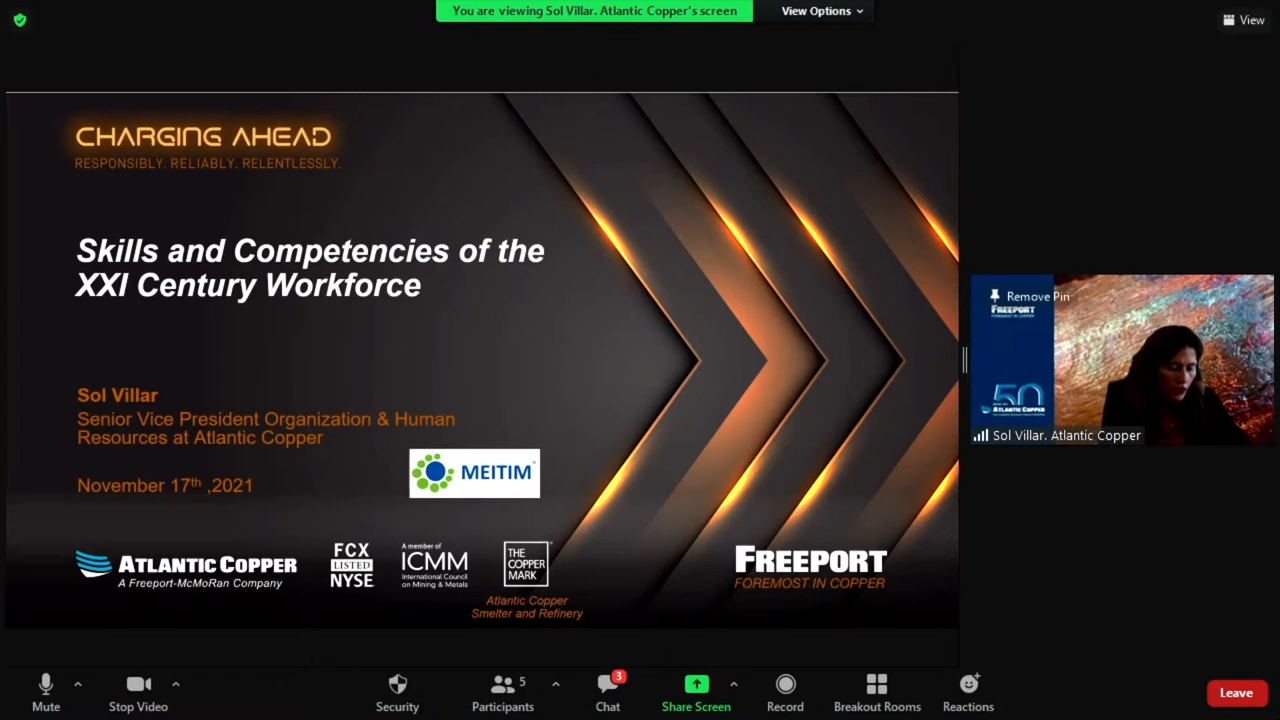 You are viewing Sol Villar. Atlantic Copper's screen
View Options
View
CHARGING AHEAD
RESPONSIBLY. RELIABLY. RELENTLESSLY.
Skills and Competencies of the
XXI Century Workforce
Sol Villar
Senior Vice President Organization & Human
Resources at Atlantic Copper
MEITIM
November 17th ,2021
ATLANTIC COPPER
A Freeport-McMoRan Company
FCX
LISTED
NYSE
A member of
ICMM
International Council
on Mining & Metals
THE
COPPER
MARK
Atlantic Copper
Smelter and Refinery
FREEPORT
FOREMOST IN COPPER
Remove Pin
FREEPORT
FOREMOST IN COPPER
50
ATLANTIC COPPER
Sol Villar. Atlantic Copper
Mute
Stop Video
Security
5
Participants
3
Chat
Share Screen
Record
Breakout Rooms
Reactions
Leave